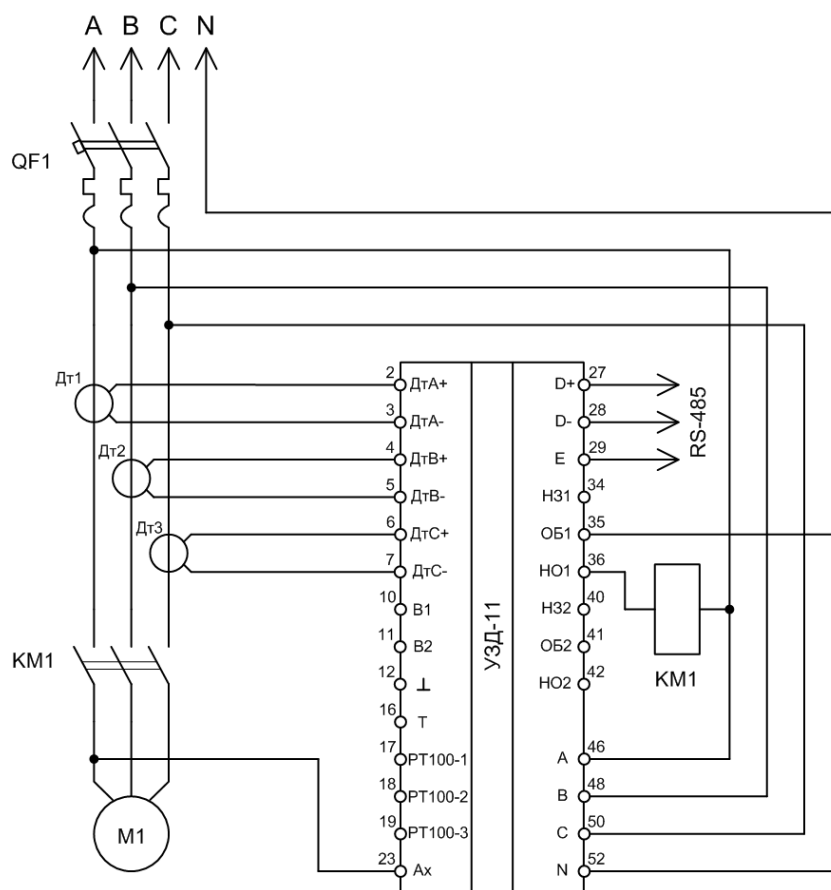 A B C N
QF1
Дт1
Дт2
Дт3
KM1
M1
2 ДтА+
3 ДтА-
4 ДтВ+
5 ДтВ-
6 ДтС+
7 ДтС-
10 В1
11 В2
12 ⊥
16 Т
17 РТ100-1
18 РТ100-2
19 РТ100-3
23 Ах
УЗД-11
D+ 27
D- 28
E 29
RS-485
НЗ1 34
ОБ1 35
НО1 36
НЗ2 40
ОБ2 41
НО2 42
KM1
A 46
B 48
C 50
N 52